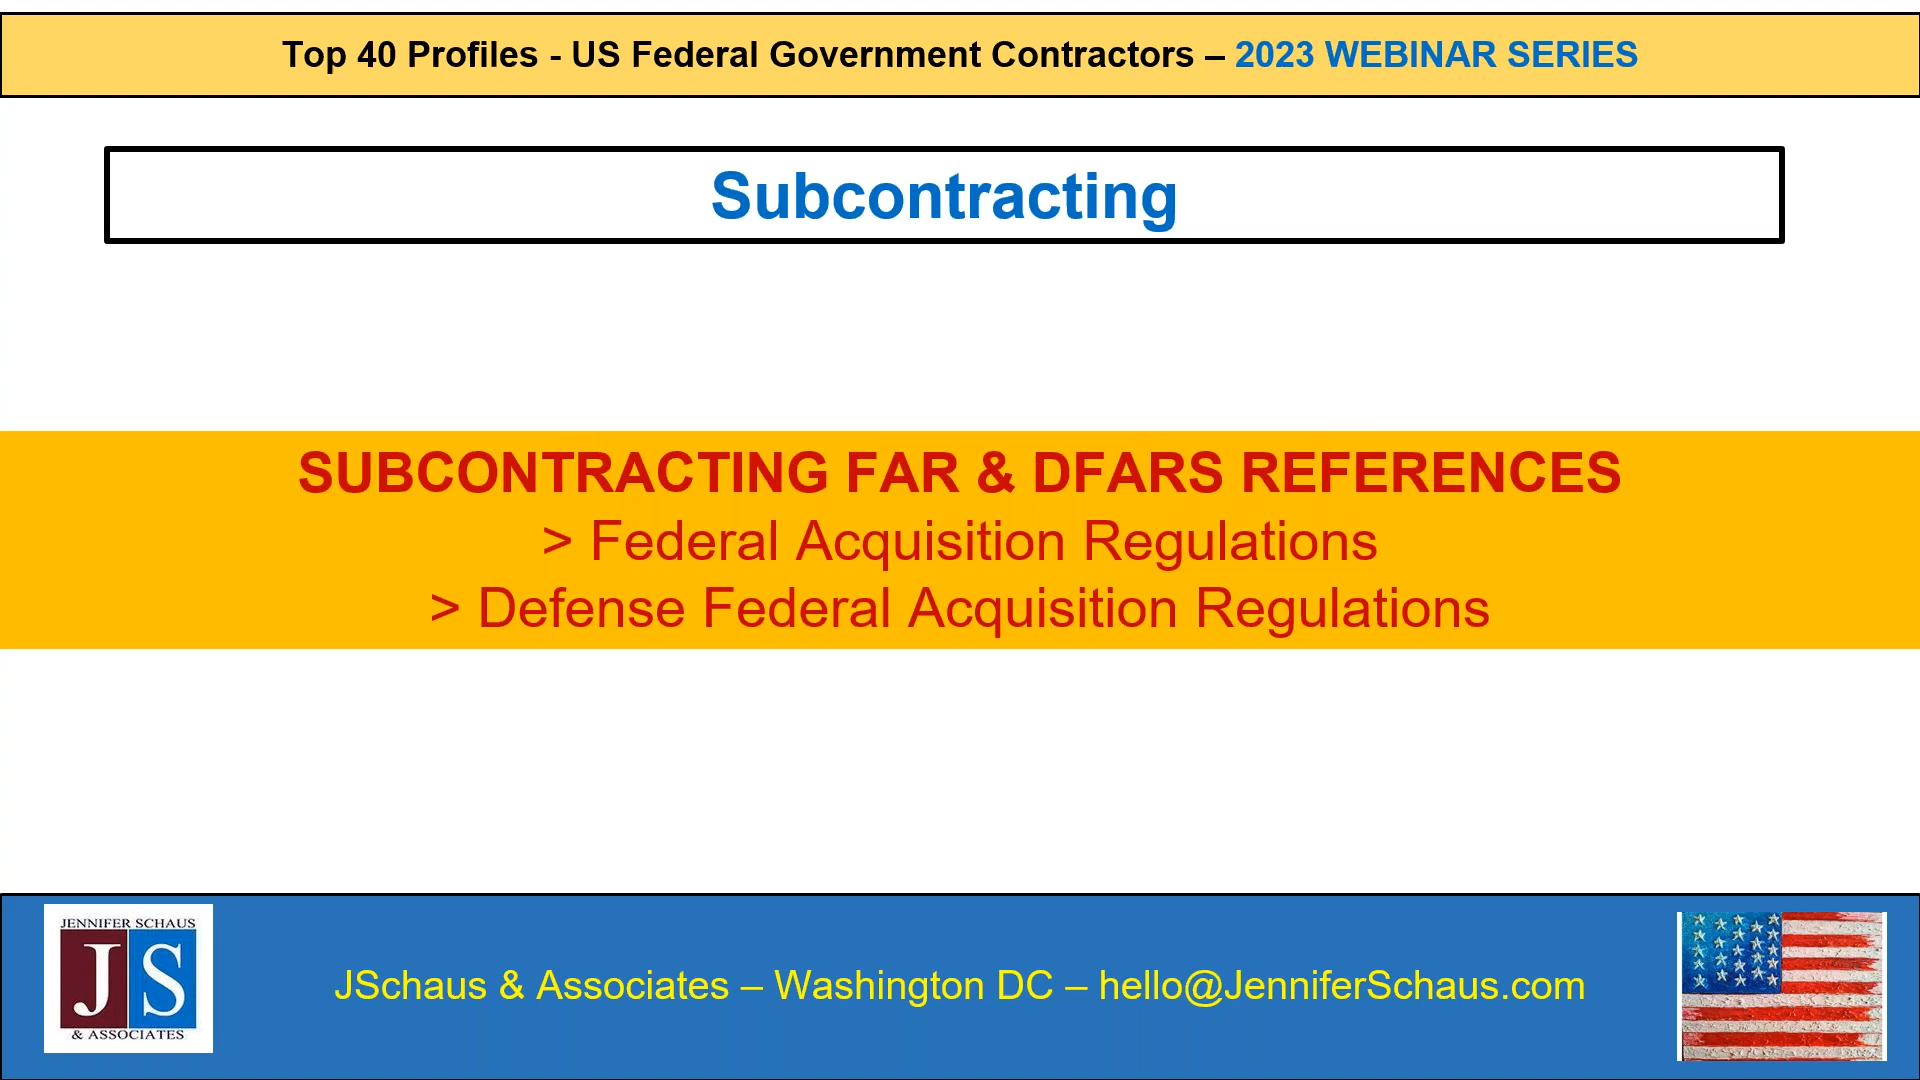 Top 40 Profiles - US Federal Government Contractors – 2023 WEBINAR SERIES
Subcontracting
SUBCONTRACTING FAR & DFARS REFERENCES
> Federal Acquisition Regulations
> Defense Federal Acquisition Regulations
JENNIFER SCHAUS
JS
& ASSOCIATES
JSchaus & Associates – Washington DC – hello@JenniferSchaus.com